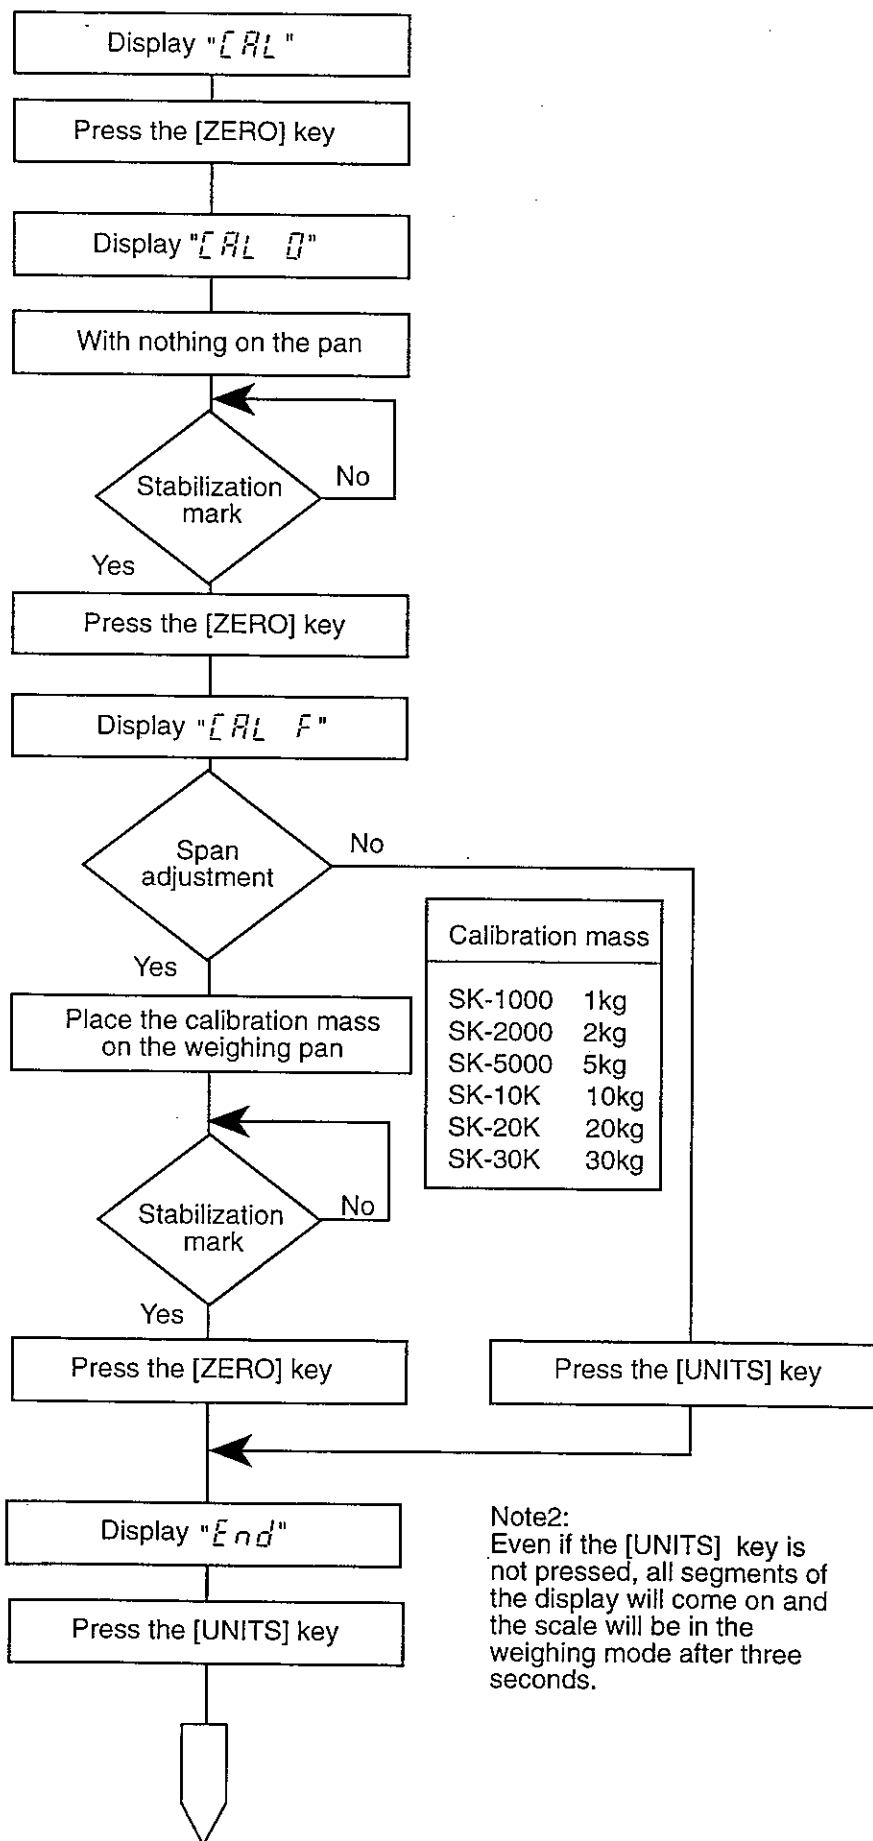 Display "CAL"
Press the [ZERO] key
Display "CAL 0"
With nothing on the pan
Stabilization
mark
No
Yes
Press the [ZERO] key
Display "CAL F"
Span
adjustment
No
Yes
Place the calibration mass
on the weighing pan
Calibration mass
SK-1000 1kg
SK-2000 2kg
SK-5000 5kg
SK-10K 10kg
SK-20K 20kg
SK-30K 30kg
Stabilization
mark
No
Yes
Press the [ZERO] key
Press the [UNITS] key
Display "End"
Press the [UNITS] key
Note2:
Even if the [UNITS] key is
not pressed, all segments of
the display will come on and
the scale will be in the
weighing mode after three
seconds.